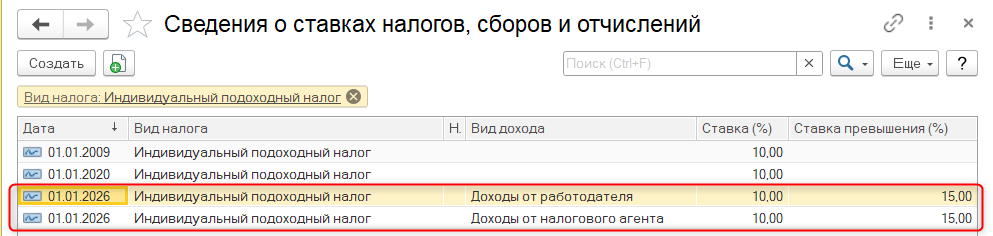 Сведения о ставках налогов, сборов и отчислений
Создать Поиск (Ctrl+F) × Еще ?
Вид налога: Индивидуальный подоходный налог
Дата ↓ Вид налога Н. Вид дохода Ставка (%) Ставка превышения (%)
01.01.2009 Индивидуальный подоходный налог 10,00
01.01.2020 Индивидуальный подоходный налог 10,00
01.01.2026 Индивидуальный подоходный налог Доходы от работодателя 10,00 15,00
01.01.2026 Индивидуальный подоходный налог Доходы от налогового агента 10,00 15,00